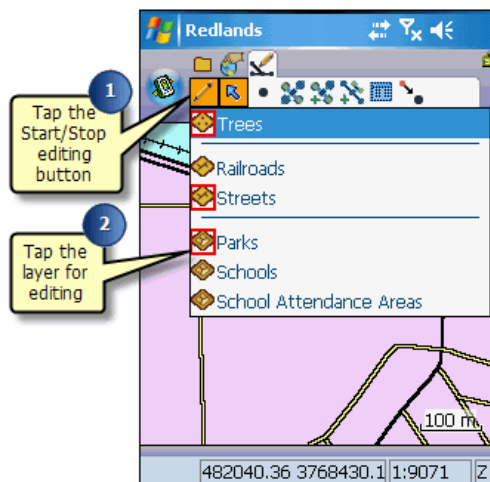 Redlands
1
Tap the
Start/Stop
editing
button
Trees
Railroads
Streets
2
Tap the
layer for
editing
Parks
Schools
School Attendance Areas
100 m
482040.36 3768430.1 1:9071 Z